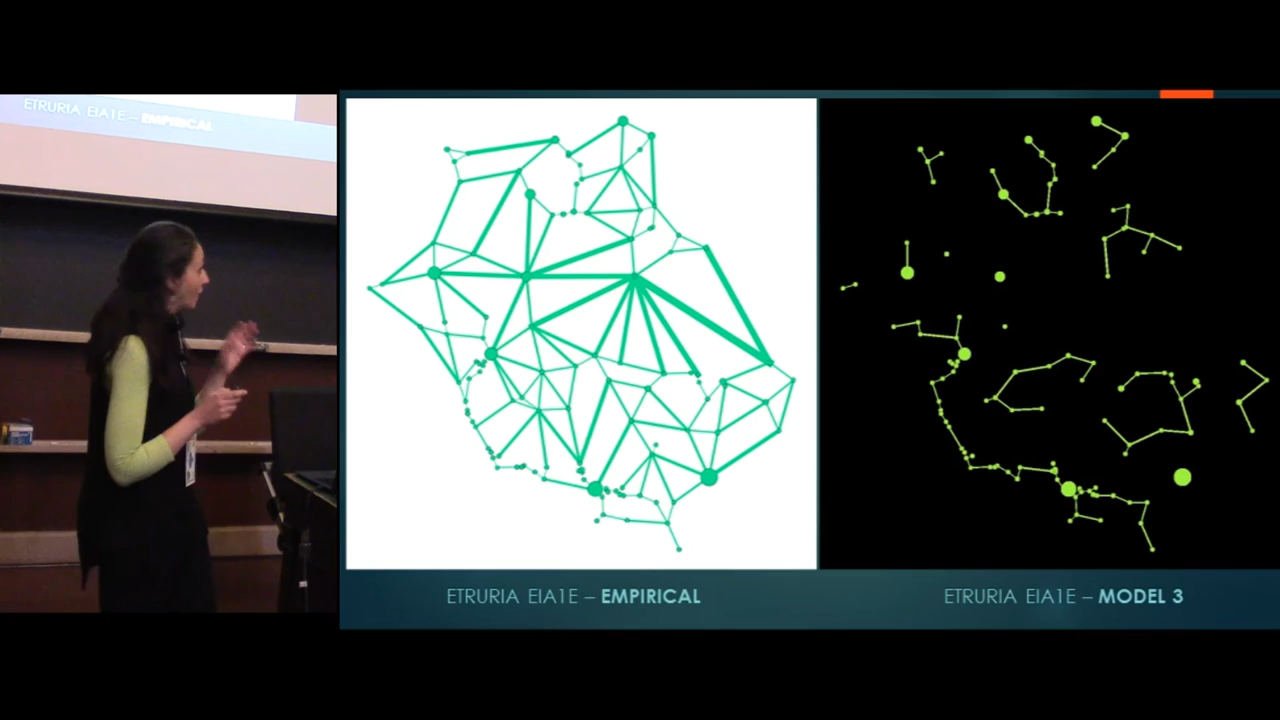 ETRURIA EIA1E – EMPIRICAL
ETRURIA EIA1E – EMPIRICAL
ETRURIA EIA1E – MODEL 3